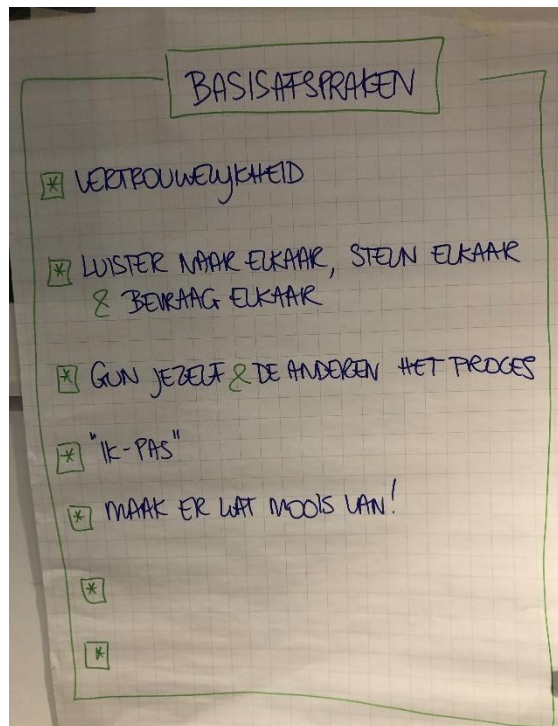 BASISAFSPRAKEN
* VERTROUWELIJKHEID
* LUISTER NAAR ELKAAR, STEUN ELKAAR
& BEVRAAG ELKAAR
* GUN JEZELF & DE ANDEREN HET PROCES
* "IK-PAS"
* MAAK ER WAT MOOIS VAN!
*
*